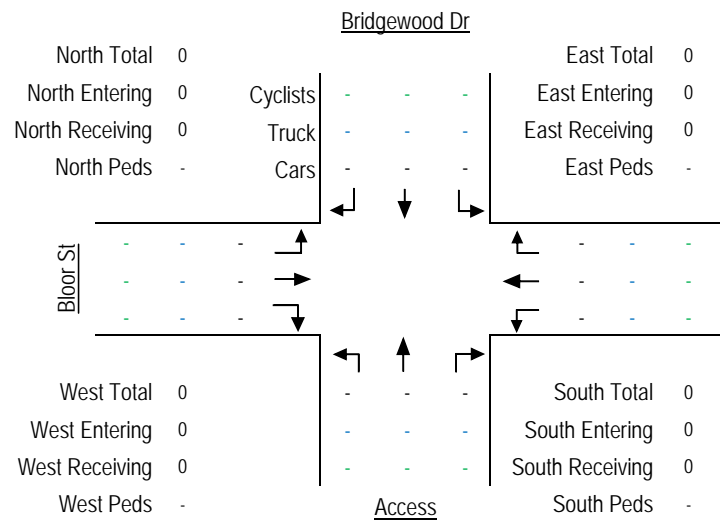 Bridgewood Dr
North Total 0
East Total 0
North Entering 0
Cyclists - - -
East Entering 0
North Receiving 0
Truck - - -
East Receiving 0
North Peds -
Cars - - -
East Peds -
Bloor St
- - -
- - -
- - -
- - -
- - -
- - -
West Total 0
- - -
South Total 0
West Entering 0
- - -
South Entering 0
West Receiving 0
- - -
South Receiving 0
West Peds -
Access
South Peds -